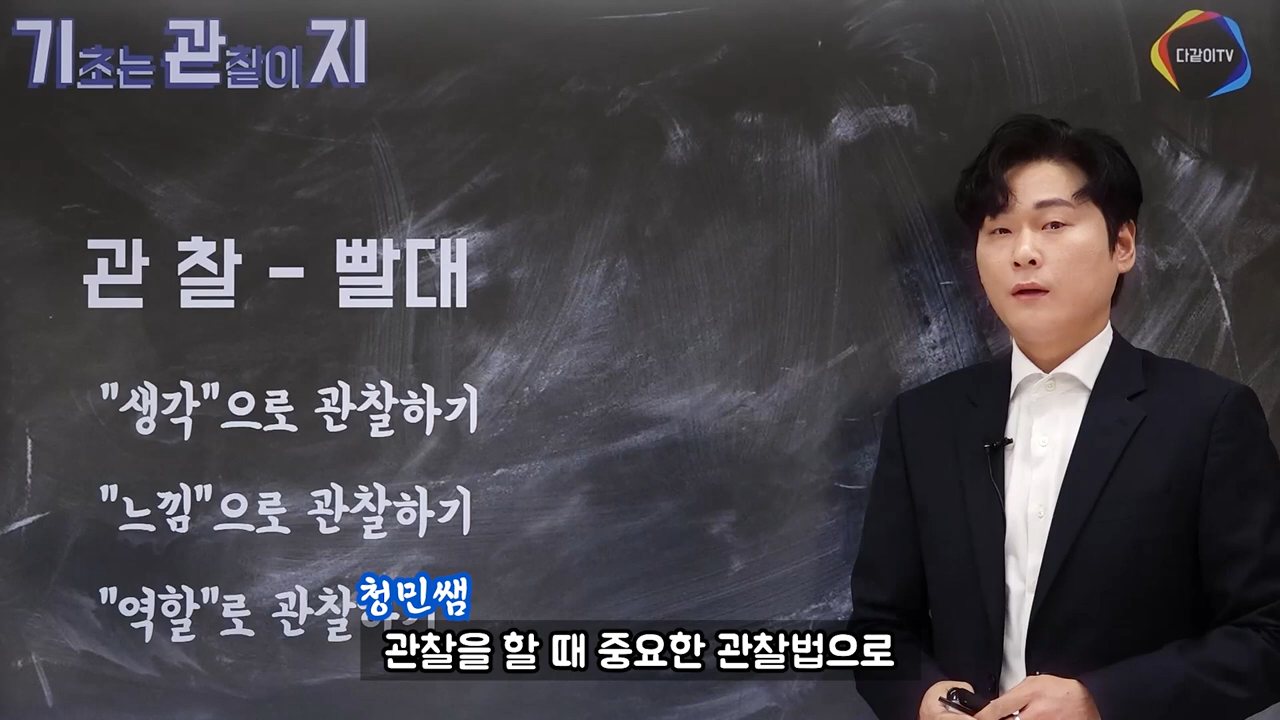 기초는 관찰이지
다같이TV
관 찰 - 빨대
"생각"으로 관찰하기
"느낌"으로 관찰하기
"역할"로 관찰하기
청민쌤
관찰을 할 때 중요한 관찰법으로